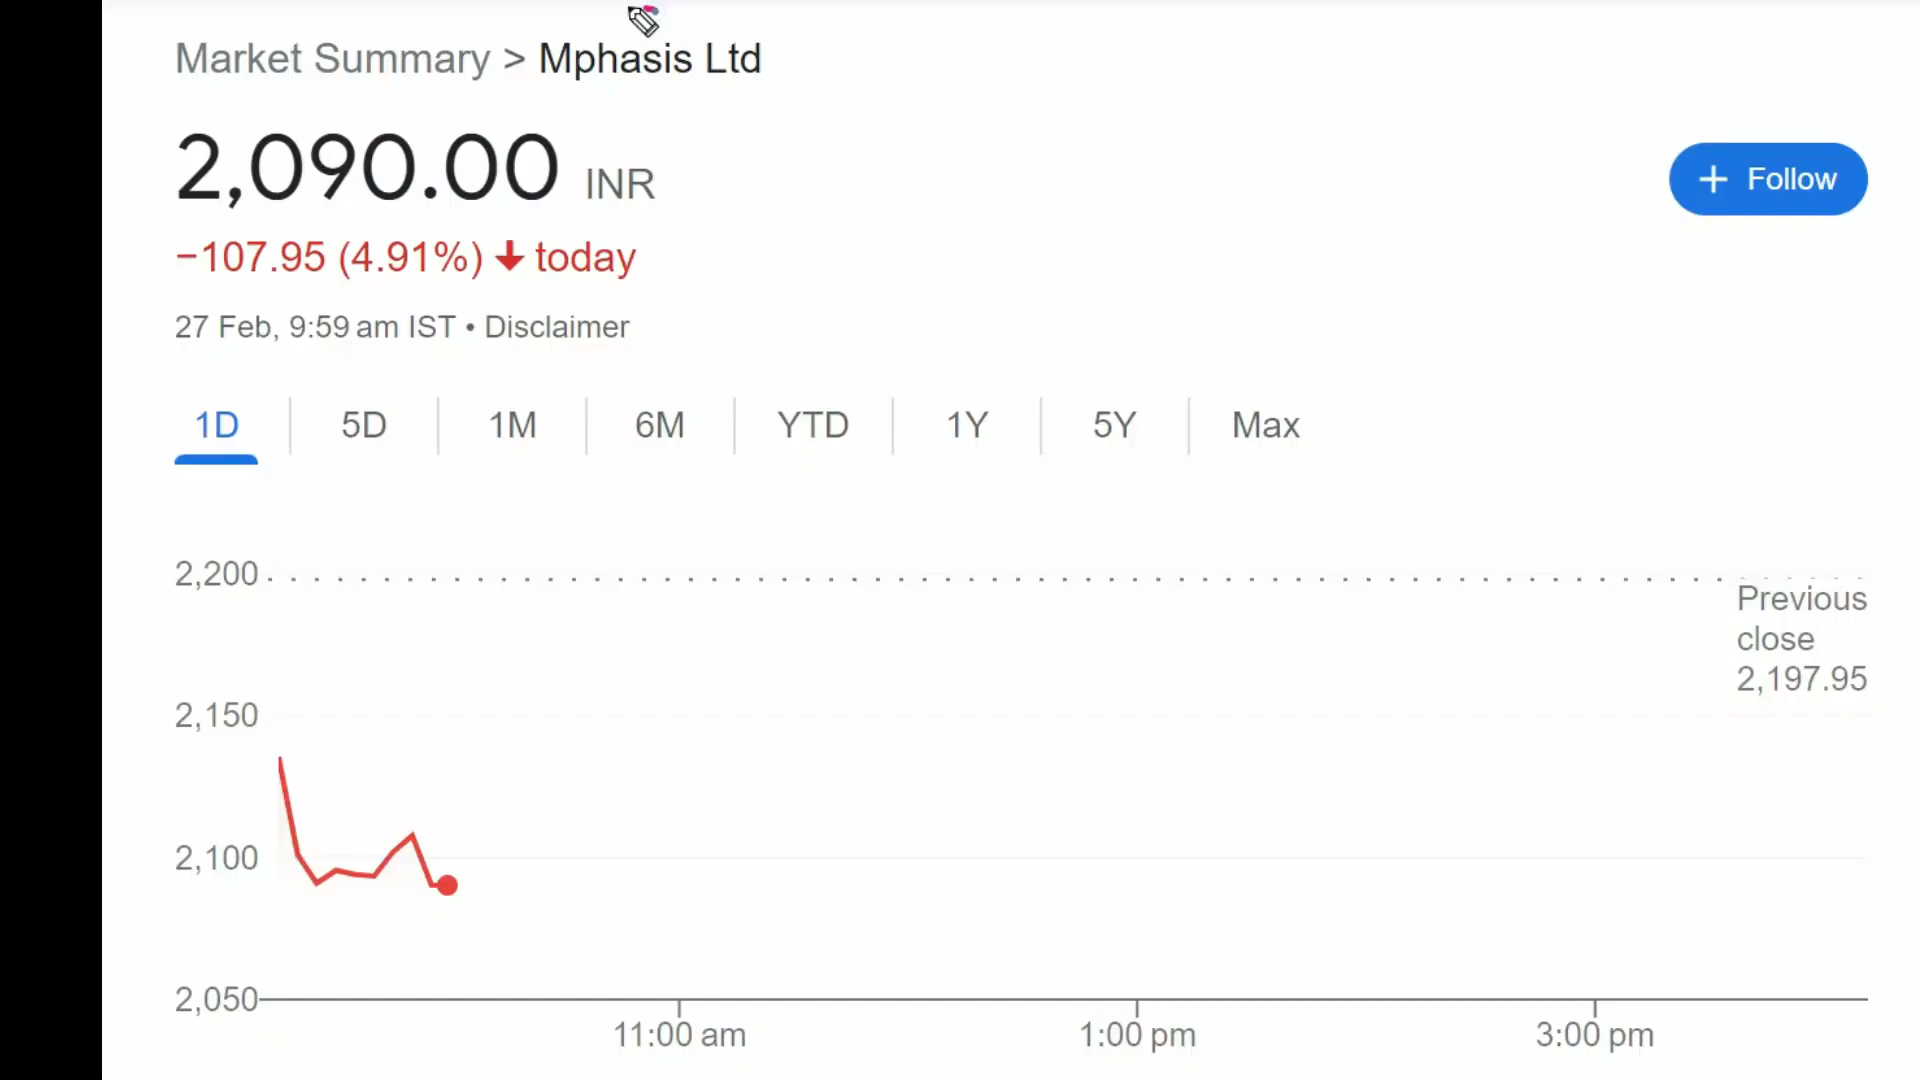 Market Summary > Mphasis Ltd
2,090.00 INR
+ Follow
−107.95 (4.91%) ↓ today
27 Feb, 9:59 am IST • Disclaimer
1D 5D 1M 6M YTD 1Y 5Y Max
2,200
Previous
close
2,197.95
2,150
2,100
2,050
11:00 am 1:00 pm 3:00 pm